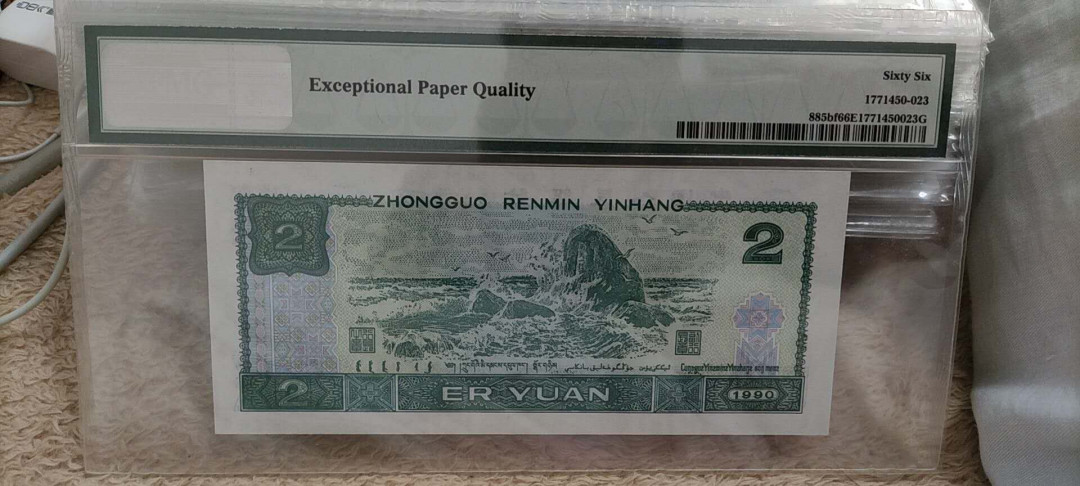 Exceptional Paper Quality
Sixty Six
1771450-023
885bf66E1771450023G
ZHONGGUO RENMIN YINHANG
2
2
2
ER YUAN
1990